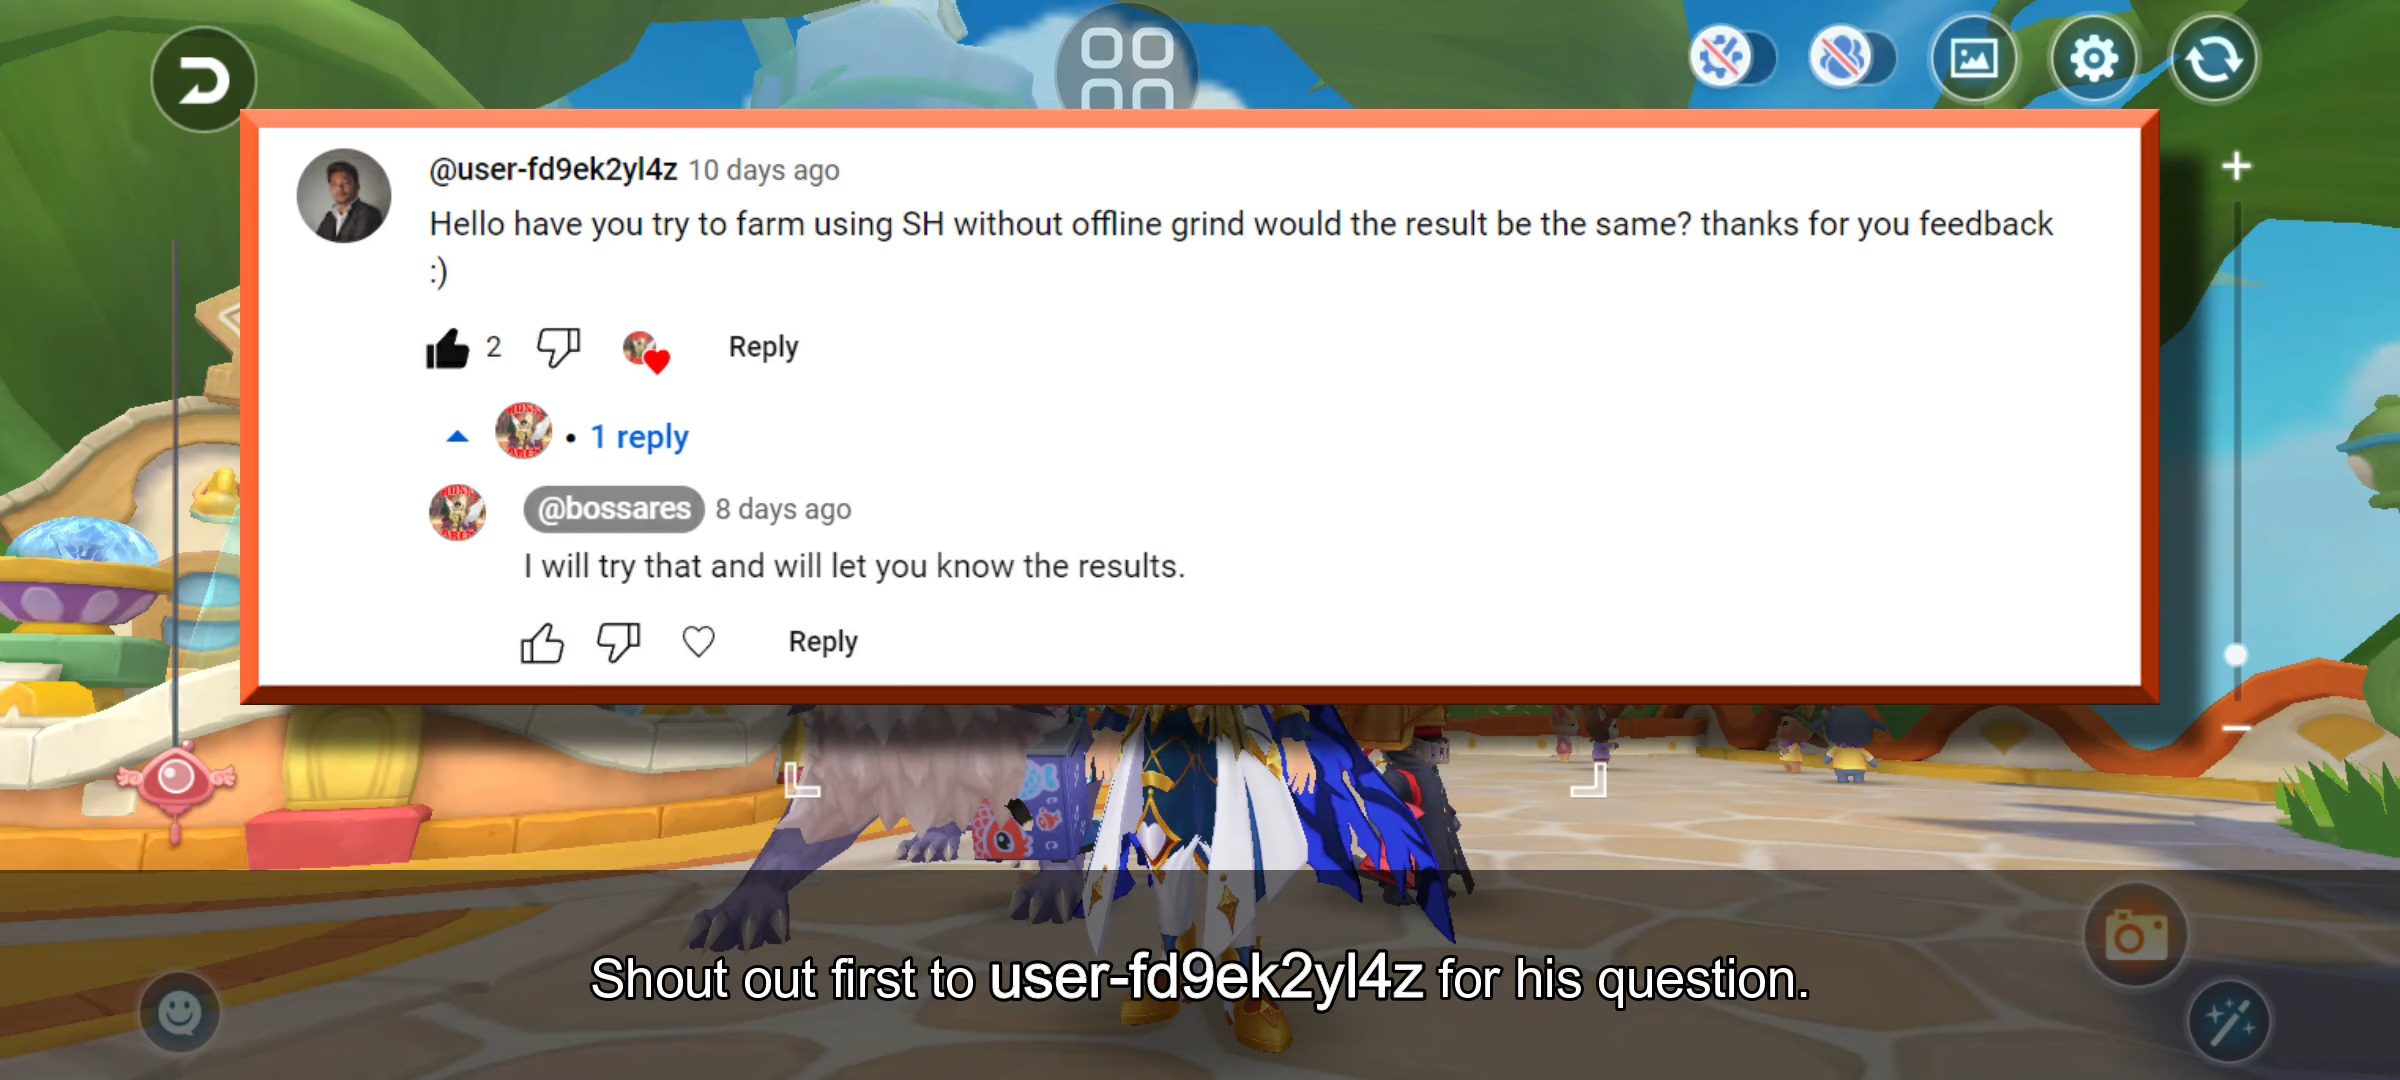 @user-fd9ek2yl4z 10 days ago
Hello have you try to farm using SH without offline grind would the result be the same? thanks for you feedback
:)
2 Reply
1 reply
@bossares 8 days ago
I will try that and will let you know the results.
Reply
Shout out first to user-fd9ek2yl4z for his question.